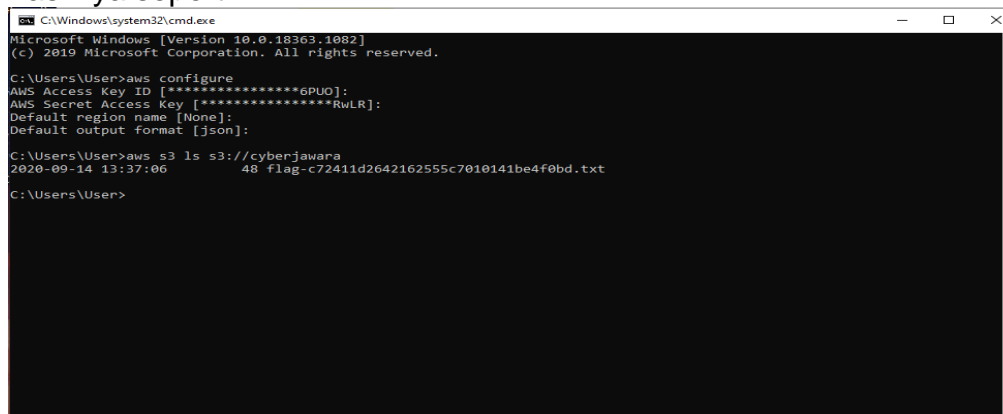 C:\Windows\system32\cmd.exe
Microsoft Windows [Version 10.0.18363.1082]
(c) 2019 Microsoft Corporation. All rights reserved.
C:\Users\User>aws configure
AWS Access Key ID [****************6PUO]:
AWS Secret Access Key [****************RwLR]:
Default region name [None]:
Default output format [json]:
C:\Users\User>aws s3 ls s3://cyberjawara
2020-09-14 13:37:06 48 flag-c72411d2642162555c7010141be4f0bd.txt
C:\Users\User>